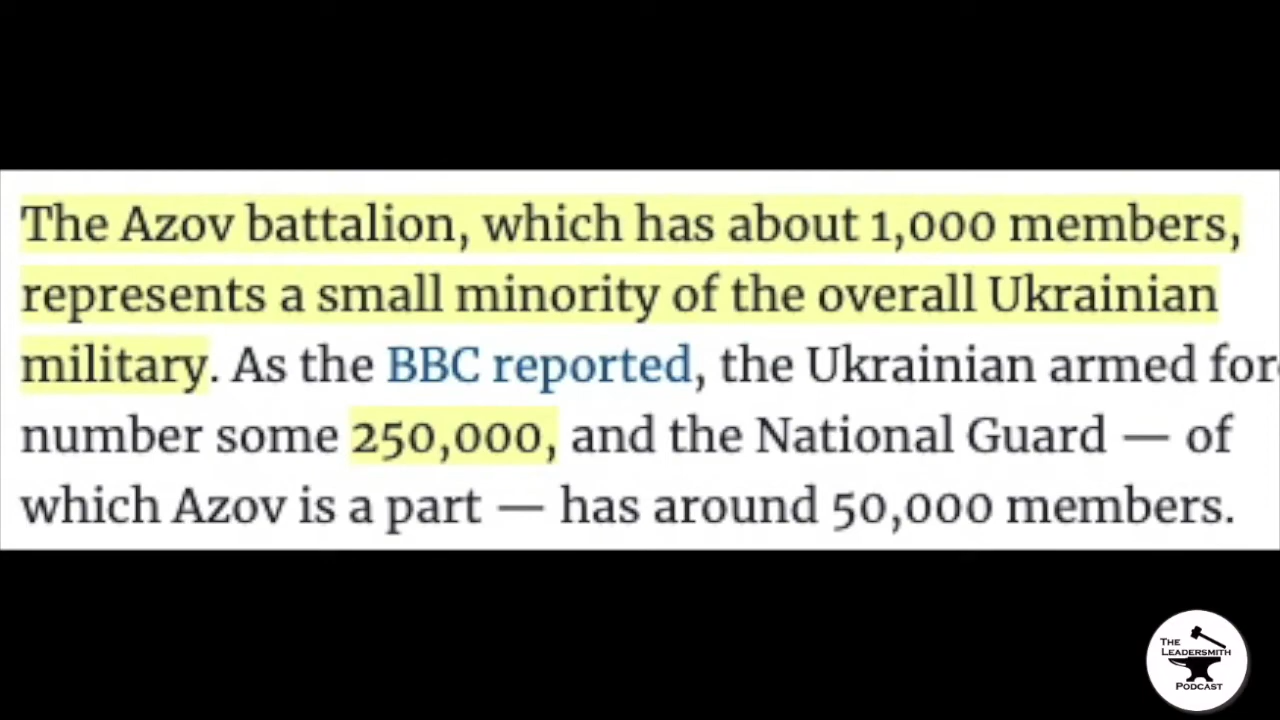 The Azov battalion, which has about 1,000 members,
represents a small minority of the overall Ukrainian
military. As the BBC reported, the Ukrainian armed for
number some 250,000, and the National Guard — of
which Azov is a part — has around 50,000 members.
THE
LEADERSMITH
PODCAST